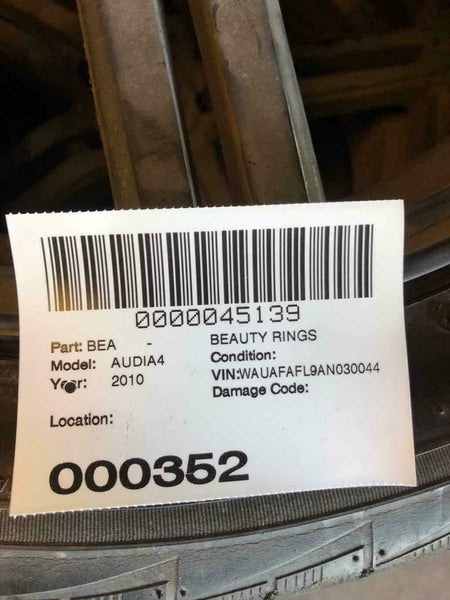 0000045139
Part: BEA - BEAUTY RINGS
Model: AUDIA4 Condition:
Year: 2010 VIN:WAUAFAFL9AN030044
Damage Code:
Location:
000352